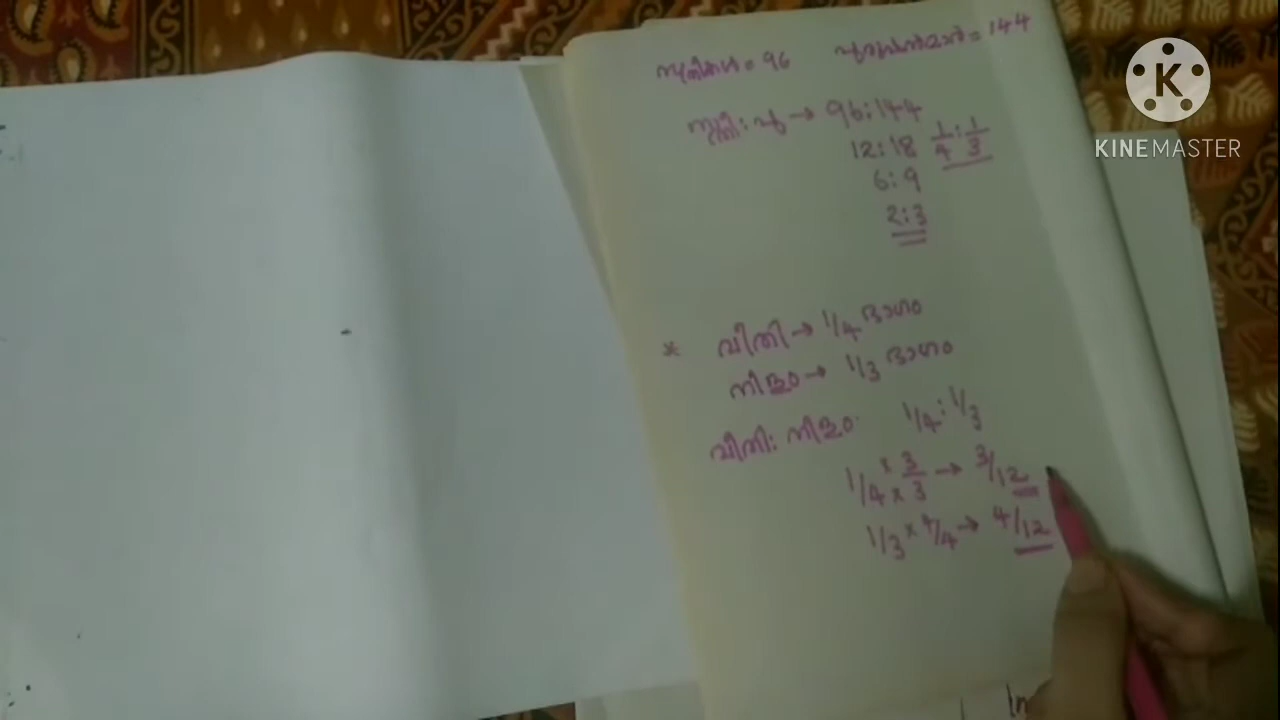 സ്ത്രീകൾ = 96 പുരുഷൻമാർ = 144
സ്ത്രീ : പു → 96:144
12:18 1/4 : 1/3
6:9
2:3
* വീതി → 1/4 ഭാഗം
നീളം → 1/3 ഭാഗം
വീതി : നീളം 1/4 : 1/3
1/4 × 3/3 → 3/12
1/3 × 4/4 → 4/12
K
KINEMASTER